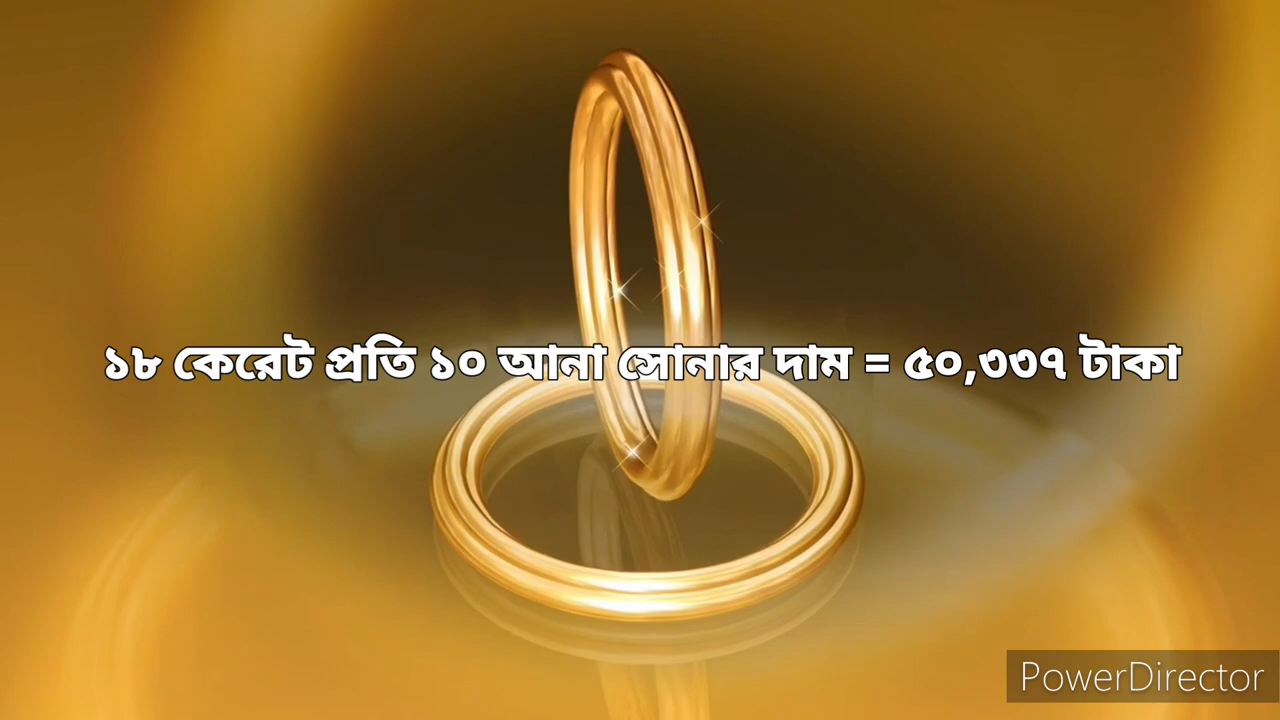 ১৮ কেরেট প্রতি ১০ আনা সোনার দাম = ৫০,৩৩৭ টাকা
PowerDirector